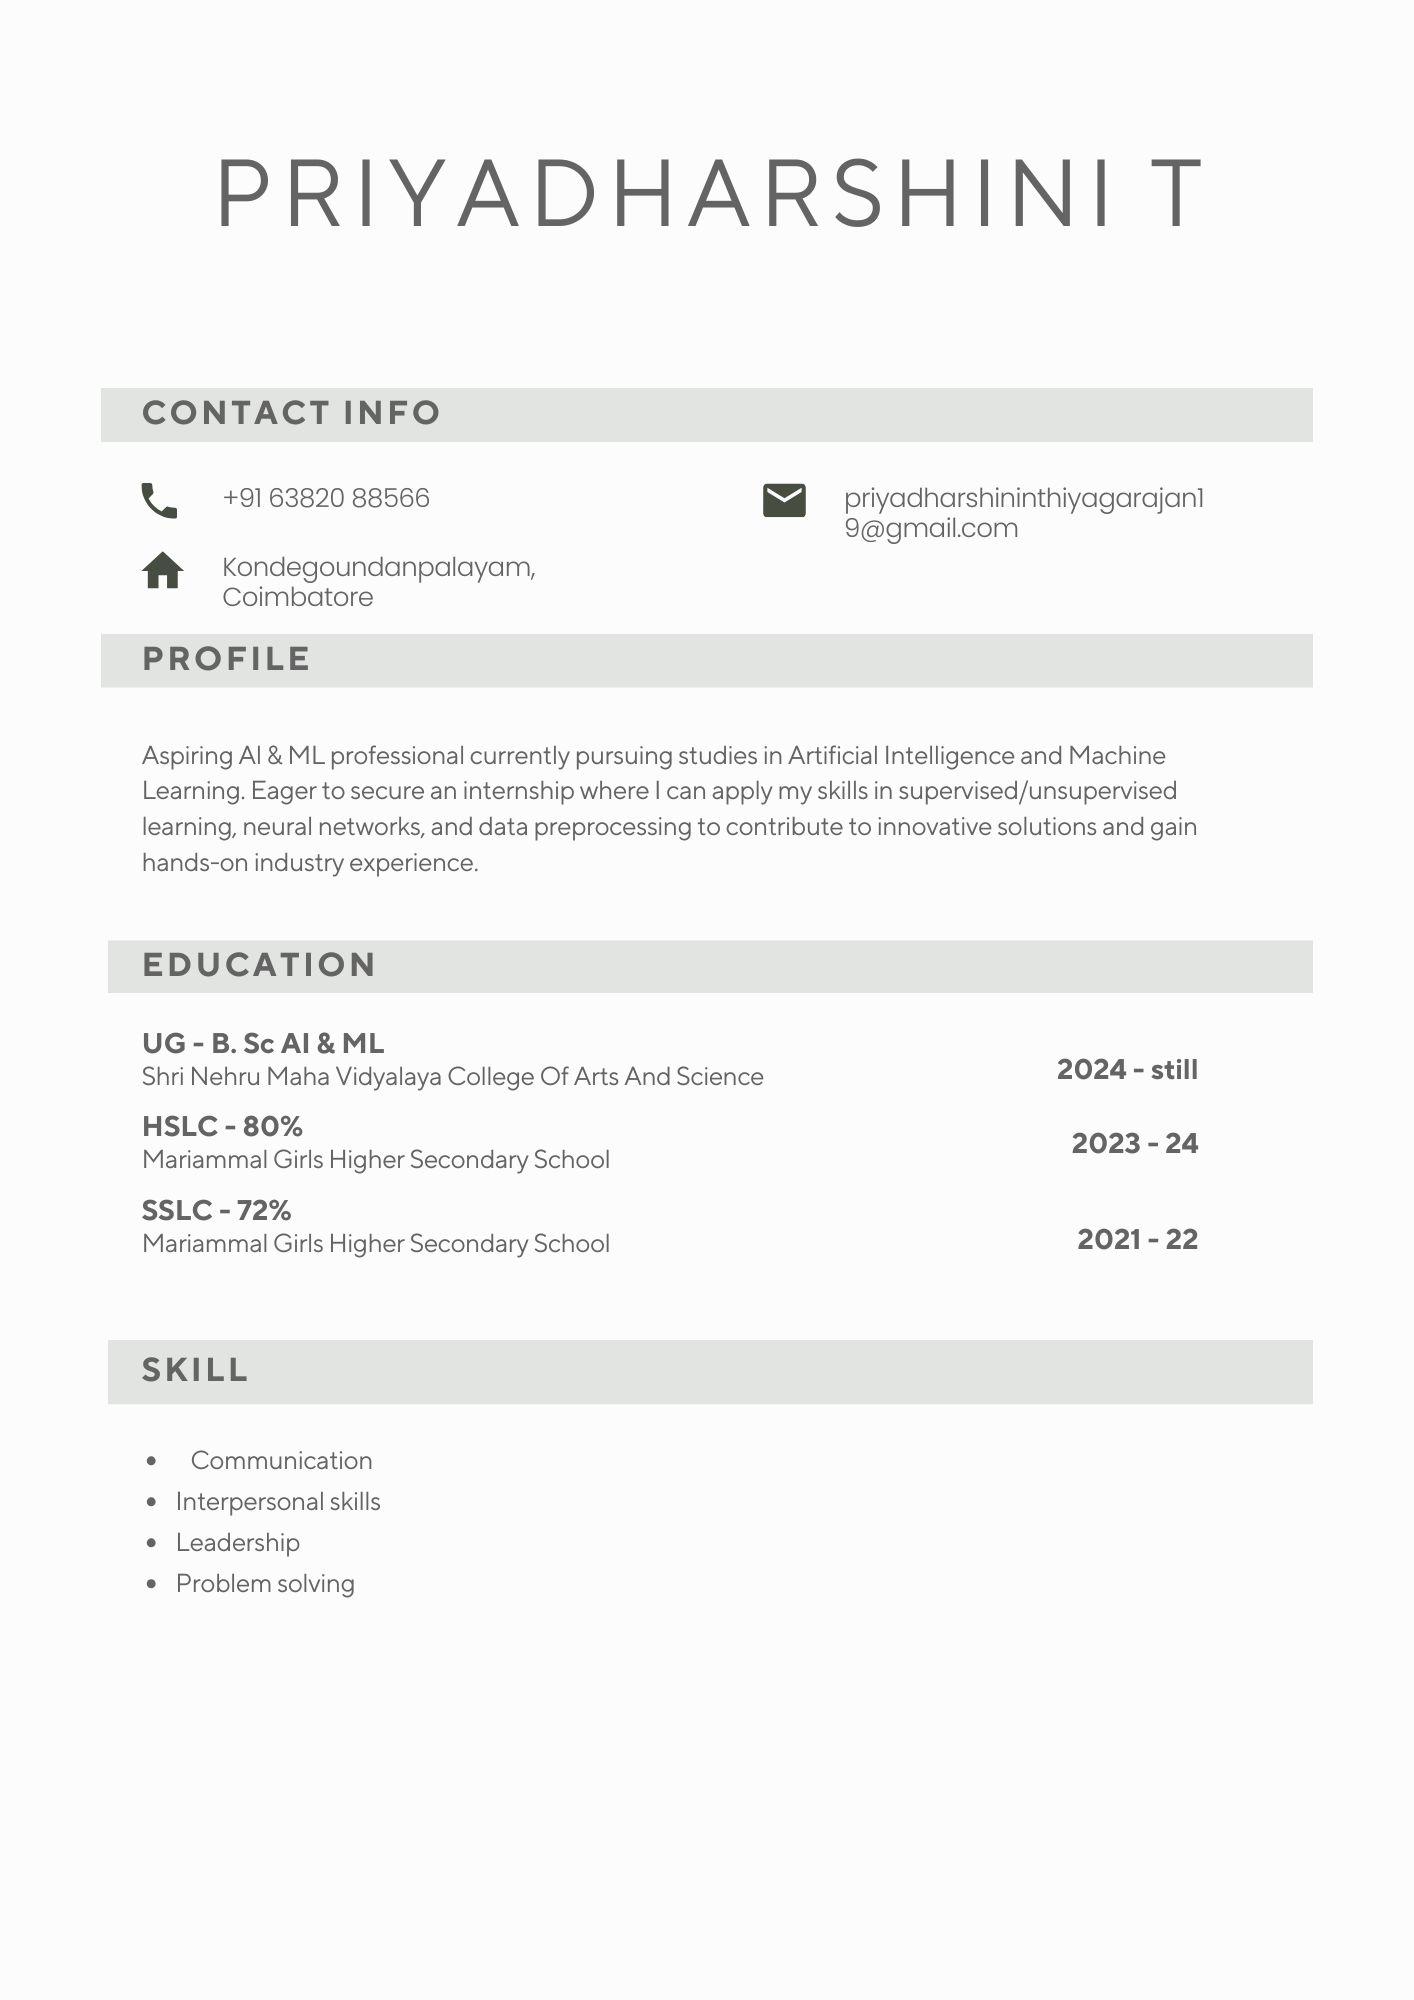 PRIYADHARSHINI T
CONTACT INFO
+91 63820 88566
priyadharshininthiyagarajan1
9@gmail.com
Kondegoundanpalayam,
Coimbatore
PROFILE
Aspiring AI & ML professional currently pursuing studies in Artificial Intelligence and Machine
Learning. Eager to secure an internship where I can apply my skills in supervised/unsupervised
learning, neural networks, and data preprocessing to contribute to innovative solutions and gain
hands-on industry experience.
EDUCATION
UG - B. Sc AI & ML
Shri Nehru Maha Vidyalaya College Of Arts And Science
2024 - still
HSLC - 80%
Mariammal Girls Higher Secondary School
2023 - 24
SSLC - 72%
Mariammal Girls Higher Secondary School
2021 - 22
SKILL
• Communication
• Interpersonal skills
• Leadership
• Problem solving